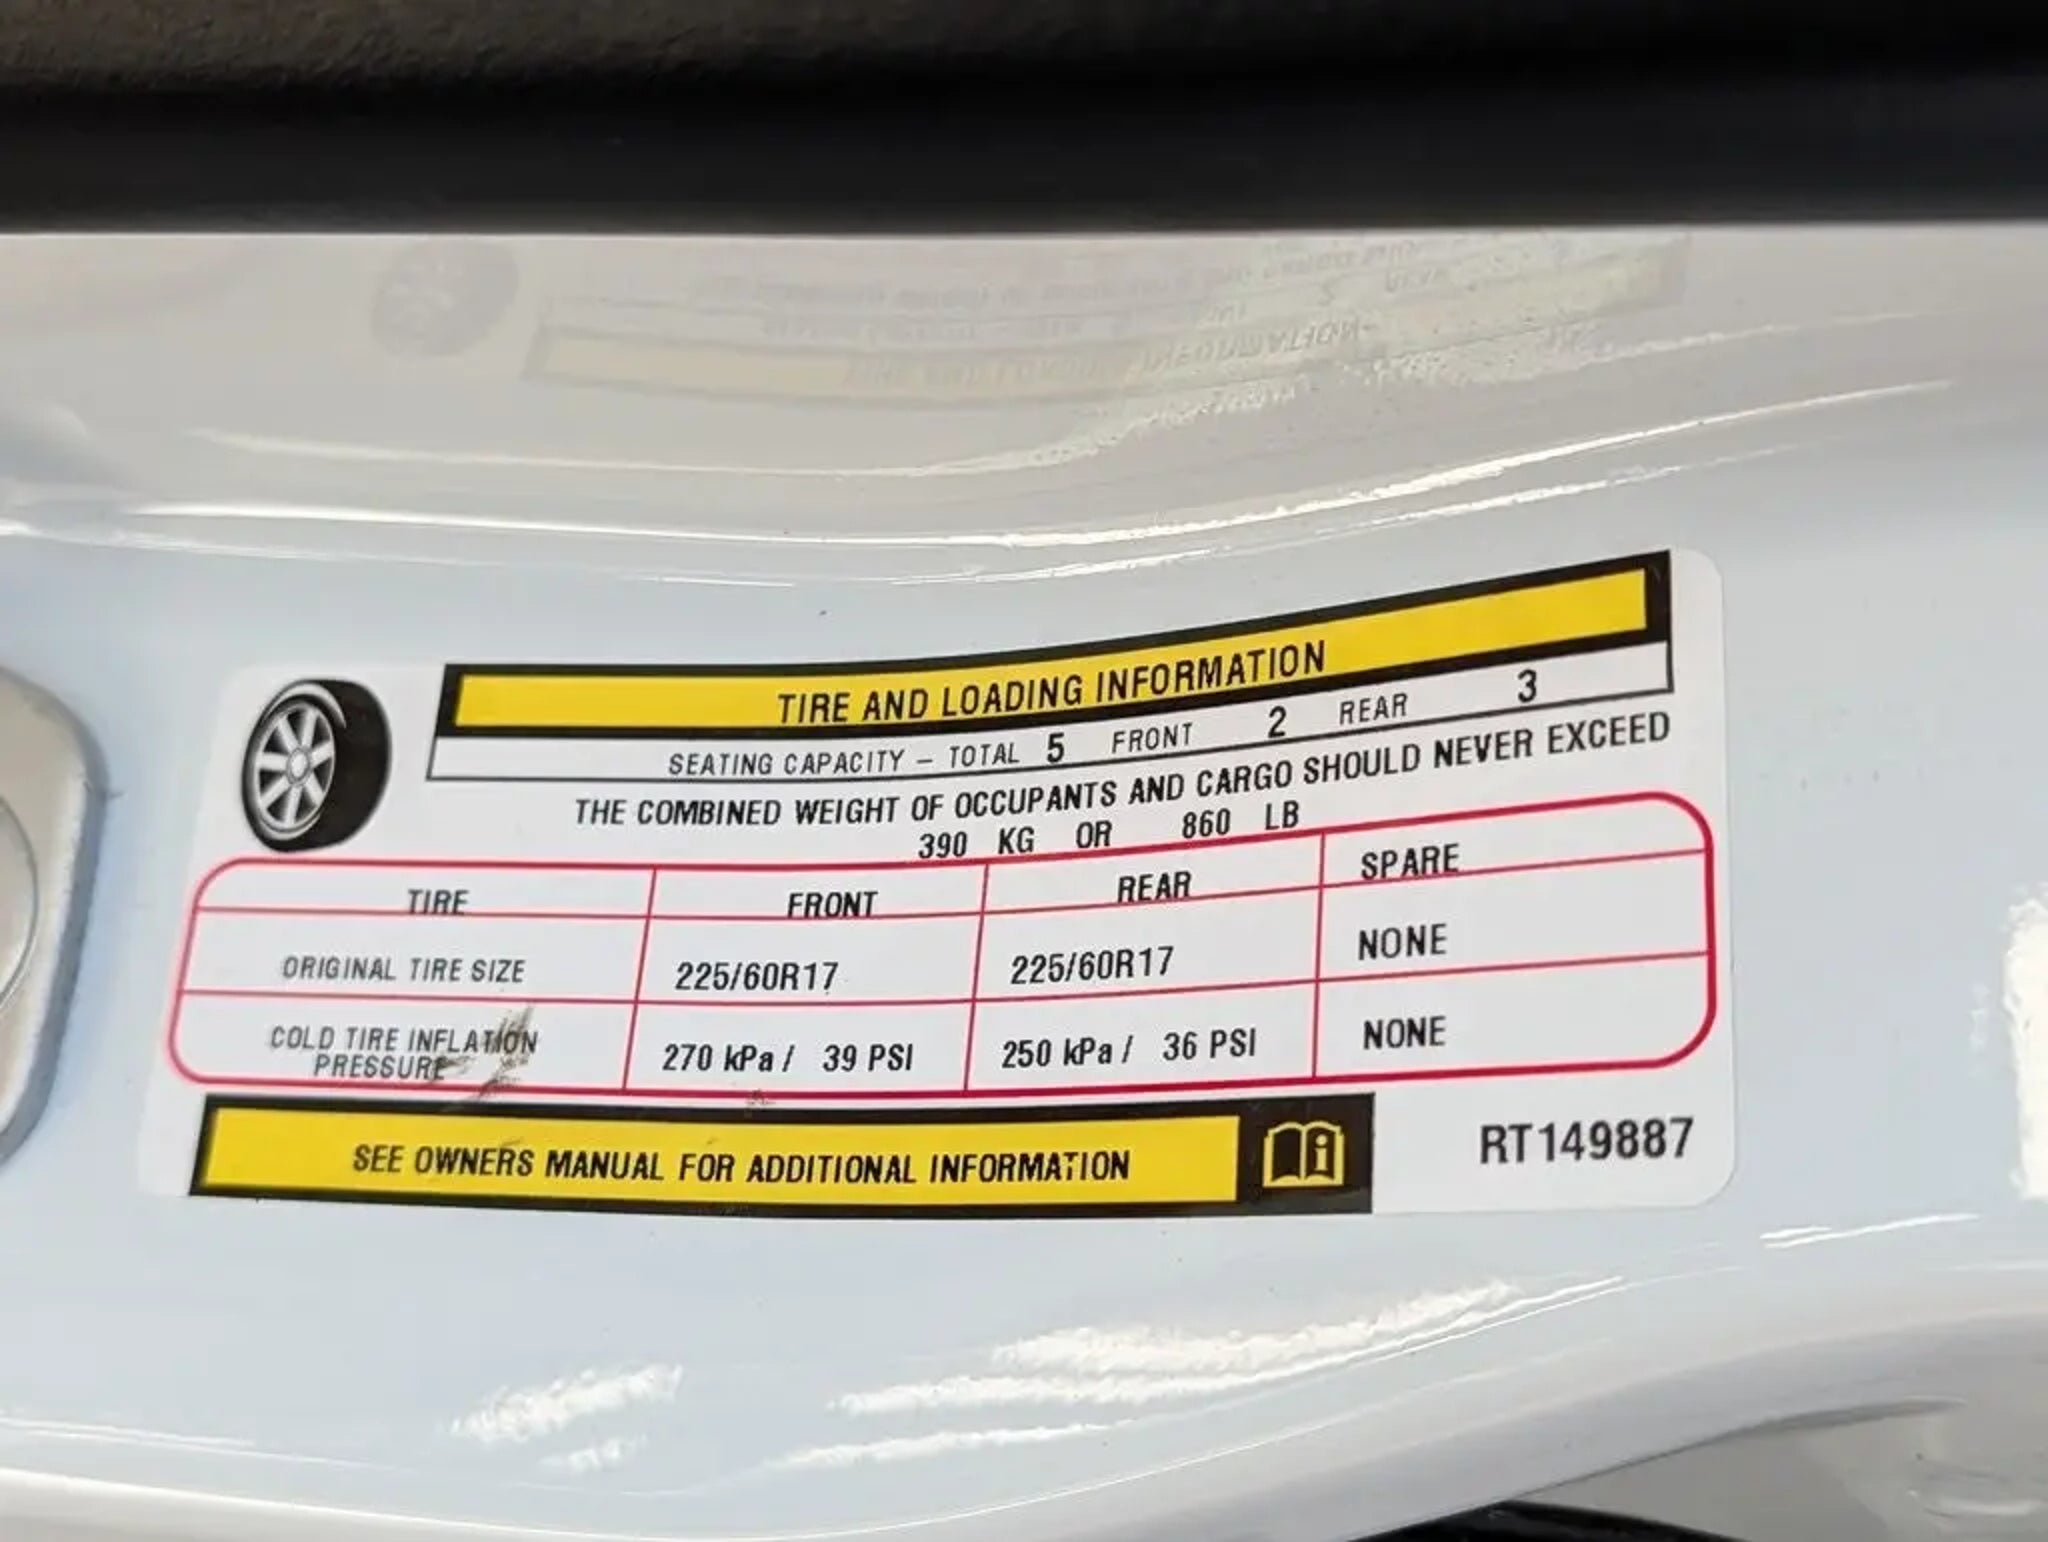 TIRE AND LOADING INFORMATION
SEATING CAPACITY – TOTAL 5 FRONT 2 REAR 3
THE COMBINED WEIGHT OF OCCUPANTS AND CARGO SHOULD NEVER EXCEED
390 KG OR 860 LB
TIRE FRONT REAR SPARE
ORIGINAL TIRE SIZE 225/60R17 225/60R17 NONE
COLD TIRE INFLATION
PRESSURE 270 kPa / 39 PSI 250 kPa / 36 PSI NONE
SEE OWNERS MANUAL FOR ADDITIONAL INFORMATION
RT149887